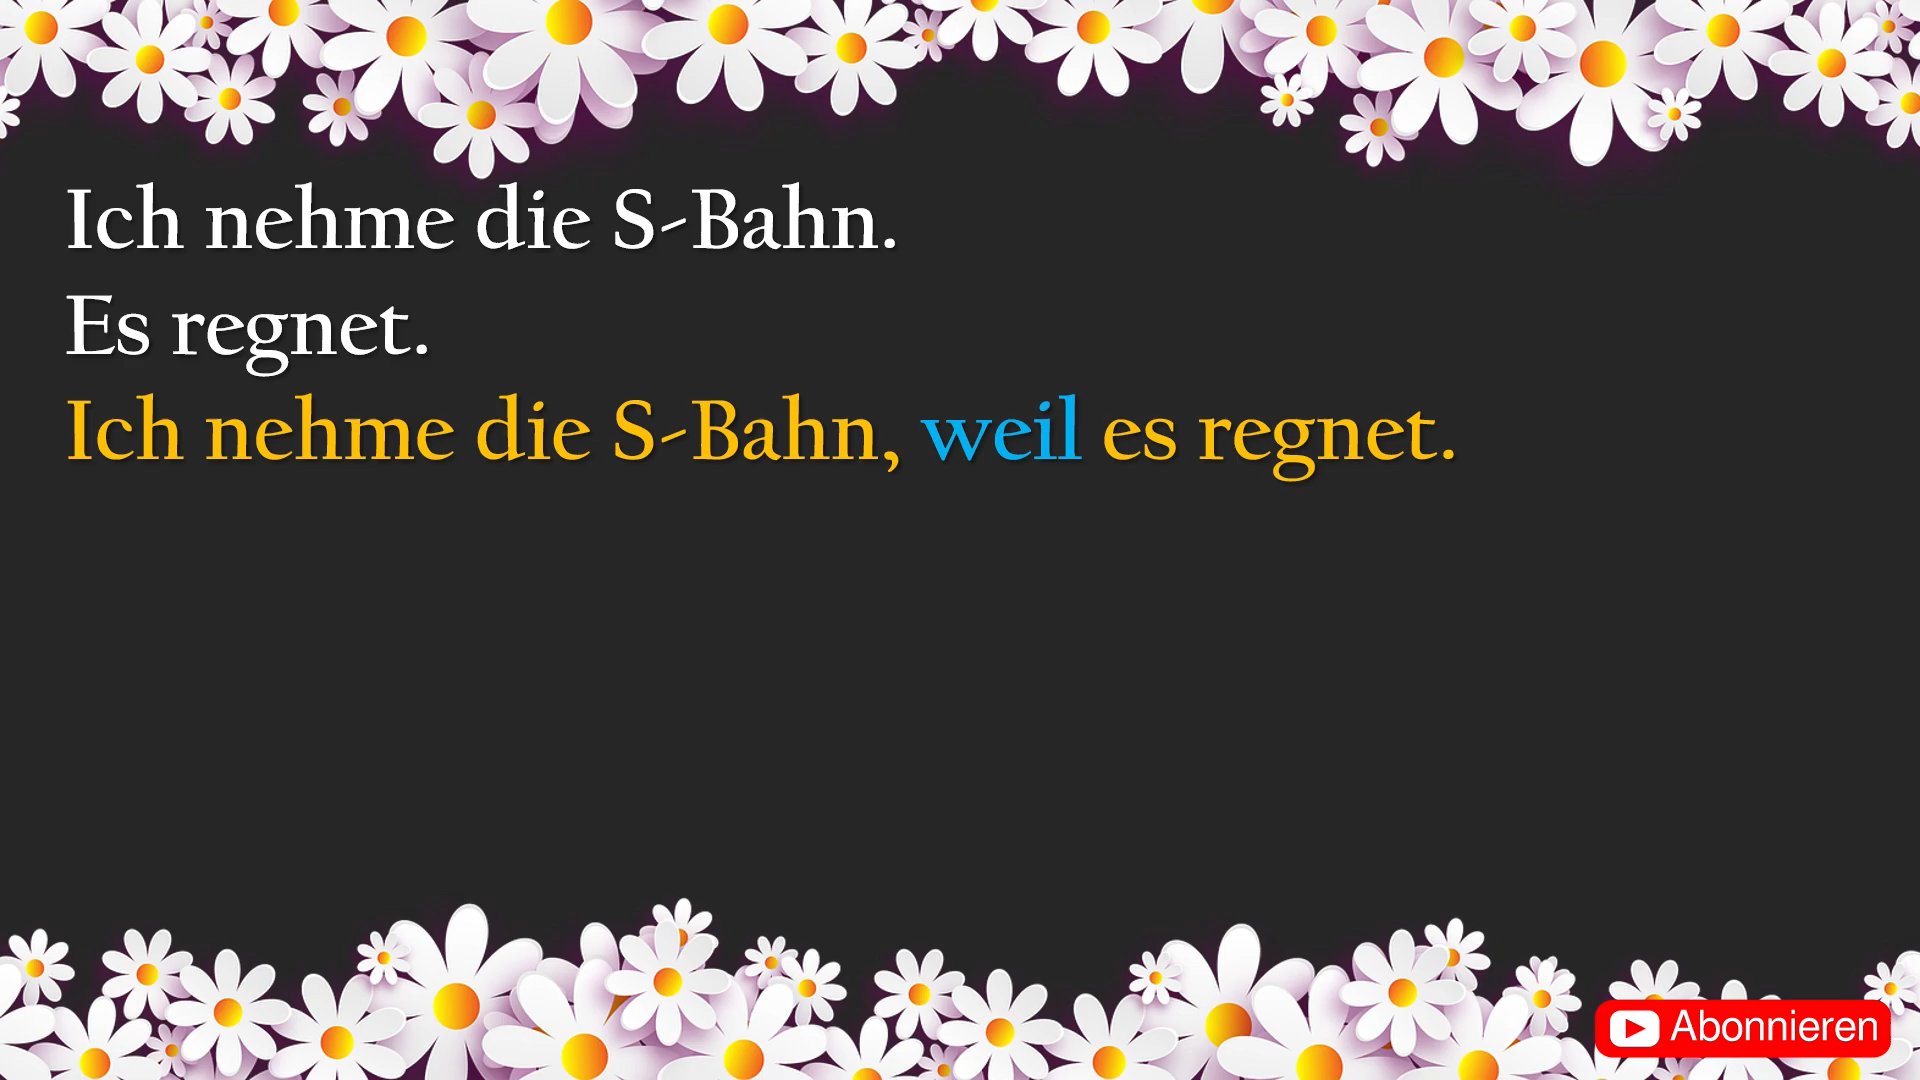 Ich nehme die S-Bahn.
Es regnet.
Ich nehme die S-Bahn, weil es regnet.
Abonnieren